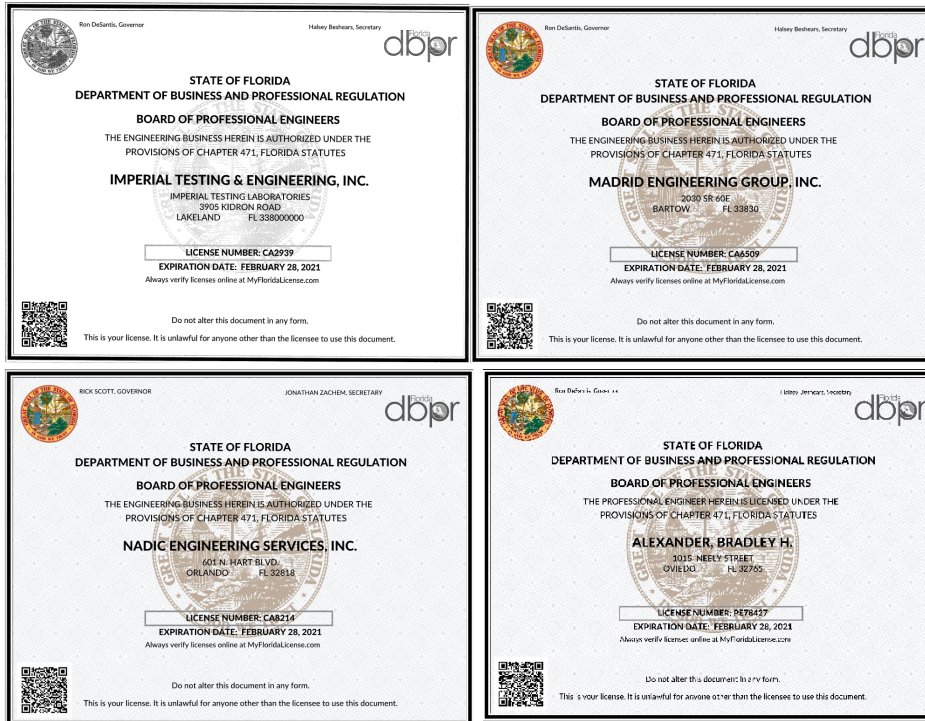 Ron DeSantis, Governor
Halsey Beshears, Secretary
Florida
dbpr
STATE OF FLORIDA
DEPARTMENT OF BUSINESS AND PROFESSIONAL REGULATION
BOARD OF PROFESSIONAL ENGINEERS
THE ENGINEERING BUSINESS HEREIN IS AUTHORIZED UNDER THE
PROVISIONS OF CHAPTER 471, FLORIDA STATUTES
IMPERIAL TESTING & ENGINEERING, INC.
IMPERIAL TESTING LABORATORIES
3905 KIDRON ROAD
LAKELAND FL 338000000
LICENSE NUMBER: CA2939
EXPIRATION DATE: FEBRUARY 28, 2021
Always verify licenses online at MyFloridaLicense.com
Do not alter this document in any form.
This is your license. It is unlawful for anyone other than the licensee to use this document.
Ron DeSantis, Governor
Halsey Beshears, Secretary
Florida
dbpr
STATE OF FLORIDA
DEPARTMENT OF BUSINESS AND PROFESSIONAL REGULATION
BOARD OF PROFESSIONAL ENGINEERS
THE ENGINEERING BUSINESS HEREIN IS AUTHORIZED UNDER THE
PROVISIONS OF CHAPTER 471, FLORIDA STATUTES
MADRID ENGINEERING GROUP, INC.
2030 SR 60E
BARTOW FL 33830
LICENSE NUMBER: CA6509
EXPIRATION DATE: FEBRUARY 28, 2021
Always verify licenses online at MyFloridaLicense.com
Do not alter this document in any form.
This is your license. It is unlawful for anyone other than the licensee to use this document.
RICK SCOTT, GOVERNOR
JONATHAN ZACHEM, SECRETARY
Florida
dbpr
STATE OF FLORIDA
DEPARTMENT OF BUSINESS AND PROFESSIONAL REGULATION
BOARD OF PROFESSIONAL ENGINEERS
THE ENGINEERING BUSINESS HEREIN IS AUTHORIZED UNDER THE
PROVISIONS OF CHAPTER 471, FLORIDA STATUTES
NADIC ENGINEERING SERVICES, INC.
601 N. HART BLVD.
ORLANDO FL 32818
LICENSE NUMBER: CA8214
EXPIRATION DATE: FEBRUARY 28, 2021
Always verify licenses online at MyFloridaLicense.com
Do not alter this document in any form.
This is your license. It is unlawful for anyone other than the licensee to use this document.
Ron DeSantis, Governor
Halsey Beshears, Secretary
Florida
dbpr
STATE OF FLORIDA
DEPARTMENT OF BUSINESS AND PROFESSIONAL REGULATION
BOARD OF PROFESSIONAL ENGINEERS
THE PROFESSIONAL ENGINEER HEREIN IS LICENSED UNDER THE
PROVISIONS OF CHAPTER 471, FLORIDA STATUTES
ALEXANDER, BRADLEY H.
1015 NEELY STREET
OVIEDO FL 32765
LICENSE NUMBER: PE78427
EXPIRATION DATE: FEBRUARY 28, 2021
Always verify licenses online at MyFloridaLicense.com
Do not alter this document in any form.
This is your license. It is unlawful for anyone other than the licensee to use this document.